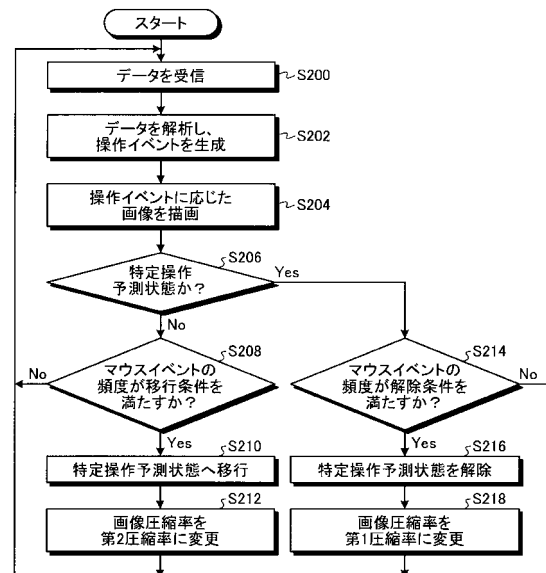 スタート
データを受信
S200
データを解析し、
操作イベントを生成
S202
操作イベントに応じた
画像を描画
S204
S206
特定操作
予測状態か？
Yes
No
S208
マウスイベントの
頻度が移行条件を
満たすか？
No
Yes
S214
マウスイベントの
頻度が解除条件を
満たすか？
No
Yes
S210
特定操作予測状態へ移行
S216
特定操作予測状態を解除
S212
画像圧縮率を
第2圧縮率に変更
S218
画像圧縮率を
第1圧縮率に変更